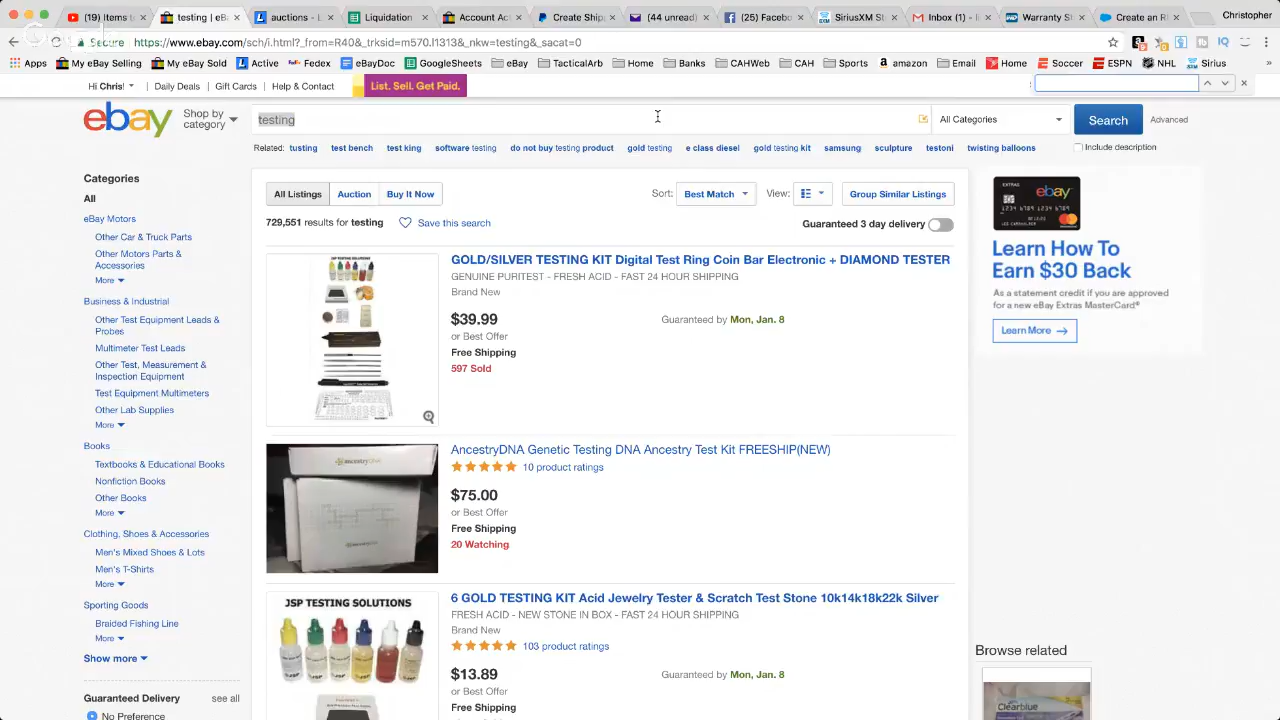 auctions -
Liquidation
Account Ac
Create Shi
(44 unread)
(25) Faceb
SiriusXM
Inbox (1
Warranty S
Create an R
Christopher
Secure https://www.ebay.com/sch/i.html?_from=R40&_trksid=m570.l1313&_nkw=testing&_sacat=0
Apps My eBay Selling My eBay Sold Active Fedex eBayDoc GoogleSheets eBay TacticalArb Home Banks CAHWeb CAH Sports amazon Email Home Soccer ESPN NHL Sirius »
Hi Chris! Daily Deals Gift Cards Help & Contact List. Sell. Get Paid.
ebay
Shop by
category
testing
All Categories
Search
Advanced
Related: tusting test bench test king software testing do not buy testing product gold testing e class diesel gold testing kit samsung sculpture testoni twisting balloons
Include description
Categories
All
eBay Motors
Other Car & Truck Parts
Other Motors Parts &
Accessories
More
Business & Industrial
Other Test Equipment Leads &
Probes
Multimeter Test Leads
Other Test, Measurement &
Inspection Equipment
Test Equipment Multimeters
Other Lab Supplies
More
Books
Textbooks & Educational Books
Nonfiction Books
Other Books
More
Clothing, Shoes & Accessories
Men's Mixed Shoes & Lots
Men's T-Shirts
More
Sporting Goods
Braided Fishing Line
More
Show more
Guaranteed Delivery see all
No Preference
All Listings Auction Buy It Now
Sort: Best Match View: Group Similar Listings
729,551 results for testing Save this search
Guaranteed 3 day delivery
GOLD/SILVER TESTING KIT Digital Test Ring Coin Bar Electronic + DIAMOND TESTER
GENUINE PURITEST - FRESH ACID - FAST 24 HOUR SHIPPING
Brand New
$39.99
Guaranteed by Mon, Jan. 8
or Best Offer
Free Shipping
597 Sold
AncestryDNA Genetic Testing DNA Ancestry Test Kit FREESHIP(NEW)
10 product ratings
$75.00
or Best Offer
Free Shipping
20 Watching
JSP TESTING SOLUTIONS
6 GOLD TESTING KIT Acid Jewelry Tester & Scratch Test Stone 10k14k18k22k Silver
FRESH ACID - NEW STONE IN BOX - FAST 24 HOUR SHIPPING
Brand New
103 product ratings
$13.89
Guaranteed by Mon, Jan. 8
or Best Offer
Free Shipping
EXTRAS ebay
Learn How To
Earn $30 Back
As a statement credit if you are approved
for a new eBay Extras MasterCard®
Learn More
Browse related
Clearblue